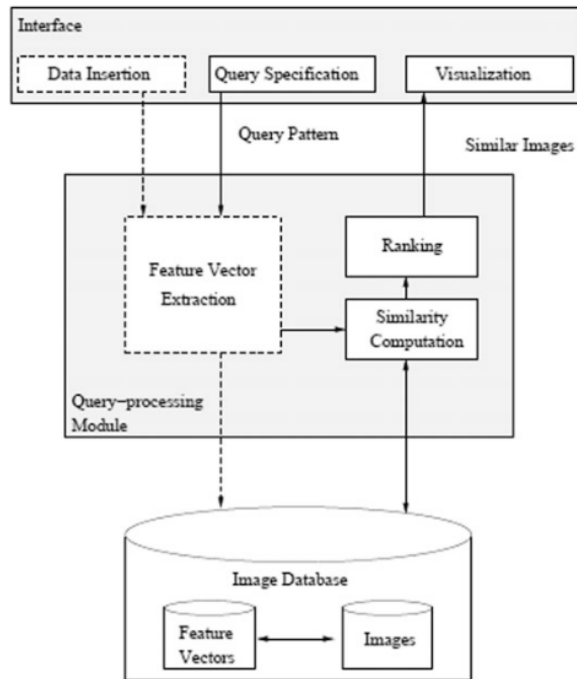 Interface
Data Insertion
Query Specification
Visualization
Query Pattern
Similar Images
Feature Vector
Extraction
Ranking
Similarity
Computation
Query-processing
Module
Image Database
Feature
Vectors
Images